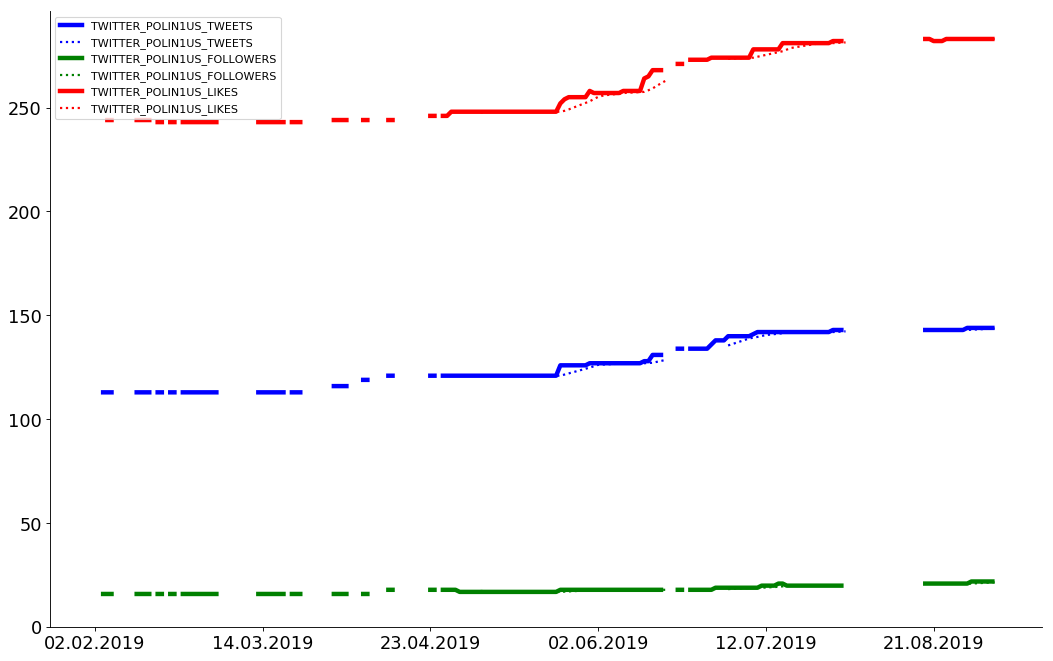 TWITTER_POLIN1US_TWEETS
TWITTER_POLIN1US_TWEETS
TWITTER_POLIN1US_FOLLOWERS
TWITTER_POLIN1US_FOLLOWERS
TWITTER_POLIN1US_LIKES
TWITTER_POLIN1US_LIKES
250
200
150
100
50
0
02.02.2019 14.03.2019 23.04.2019 02.06.2019 12.07.2019 21.08.2019